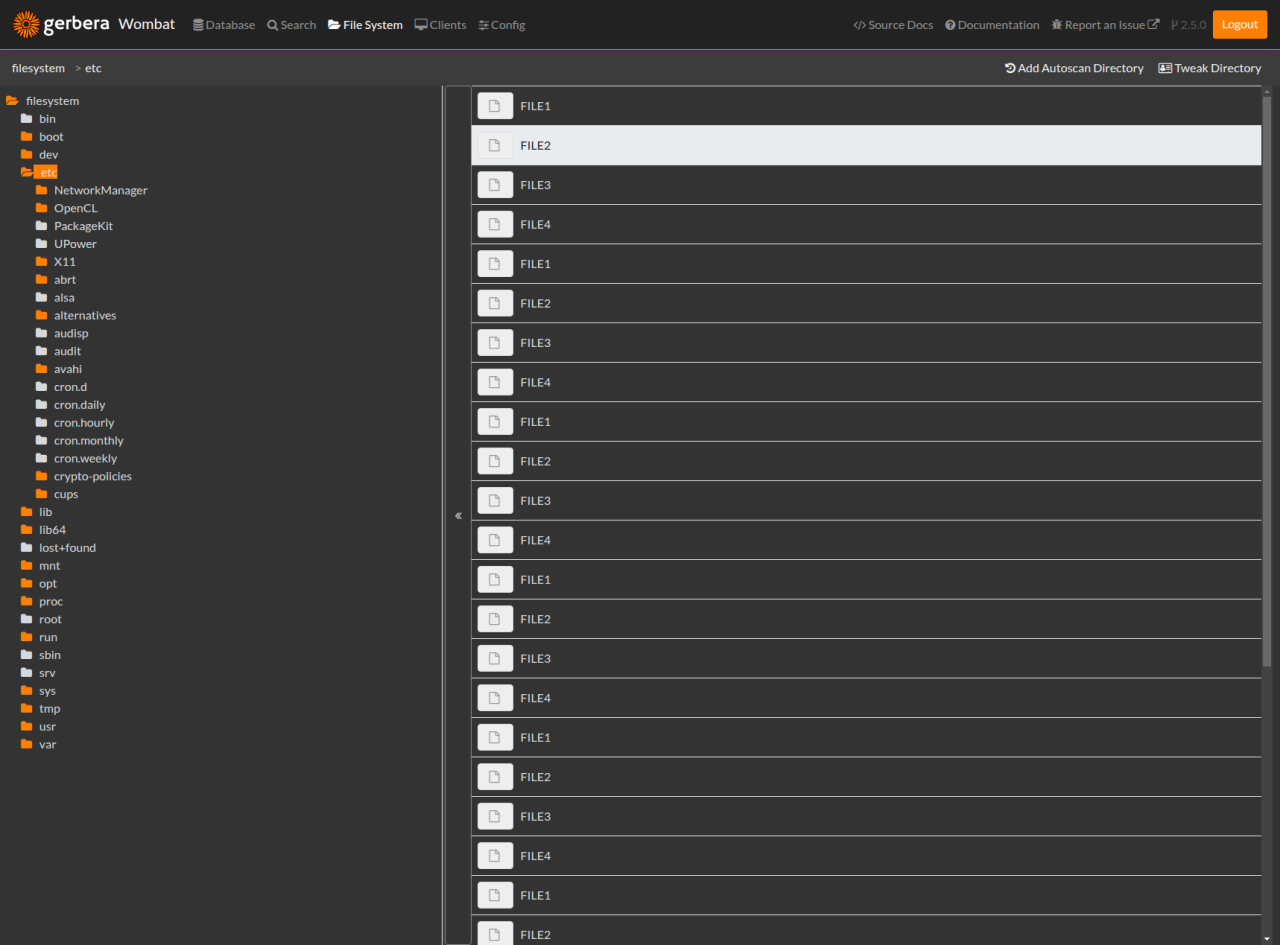 gerbera Wombat Database Search File System Clients Config Source Docs Documentation Report an Issue 2.5.0 Logout
filesystem > etc Add Autoscan Directory Tweak Directory
filesystem
bin
boot
dev
etc
NetworkManager
OpenCL
PackageKit
UPower
X11
abrt
alsa
alternatives
audisp
audit
avahi
cron.d
cron.daily
cron.hourly
cron.monthly
cron.weekly
crypto-policies
cups
lib
lib64
lost+found
mnt
opt
proc
root
run
sbin
srv
sys
tmp
usr
var
«
FILE1
FILE2
FILE3
FILE4
FILE1
FILE2
FILE3
FILE4
FILE1
FILE2
FILE3
FILE4
FILE1
FILE2
FILE3
FILE4
FILE1
FILE2
FILE3
FILE4
FILE1
FILE2